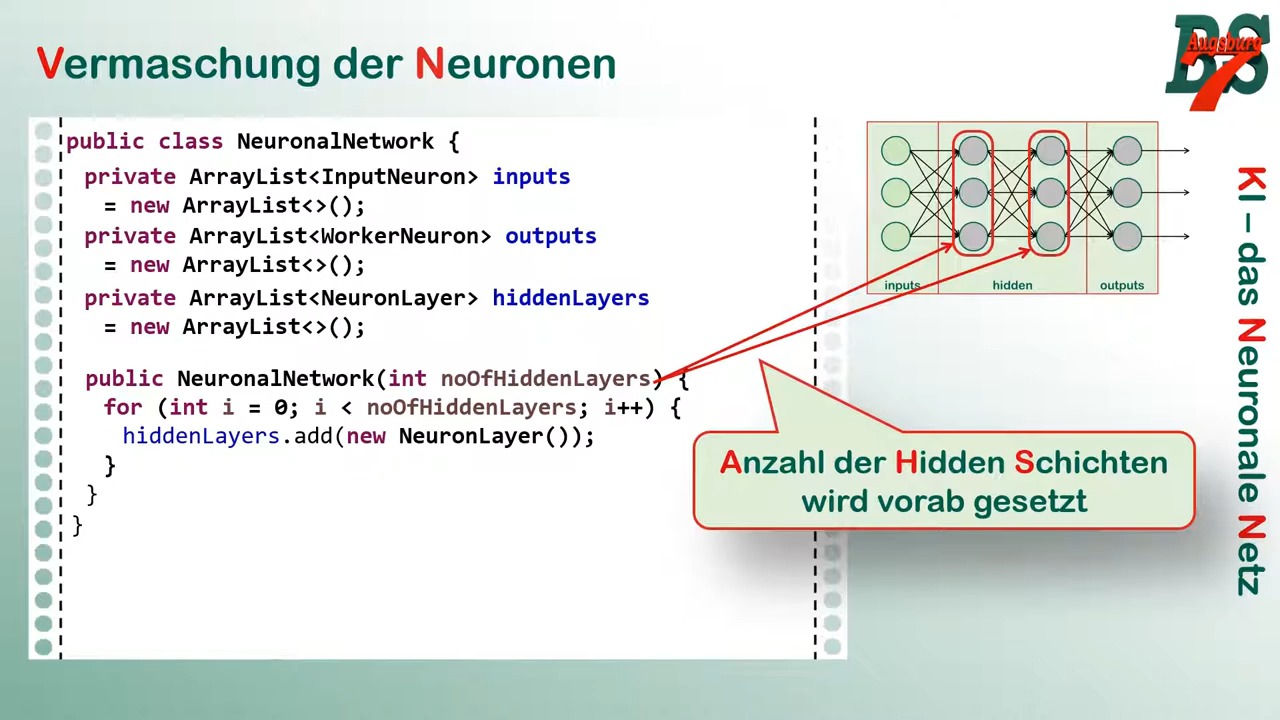 Vermaschung der Neuronen
BS
Augsburg
7
public class NeuronalNetwork {
private ArrayList<InputNeuron> inputs
= new ArrayList<>();
private ArrayList<WorkerNeuron> outputs
= new ArrayList<>();
private ArrayList<NeuronLayer> hiddenLayers
= new ArrayList<>();
public NeuronalNetwork(int noOfHiddenLayers) {
for (int i = 0; i < noOfHiddenLayers; i++) {
hiddenLayers.add(new NeuronLayer());
}
}
}
inputs
hidden
outputs
Anzahl der Hidden Schichten
wird vorab gesetzt
KI – das Neuronale Netz